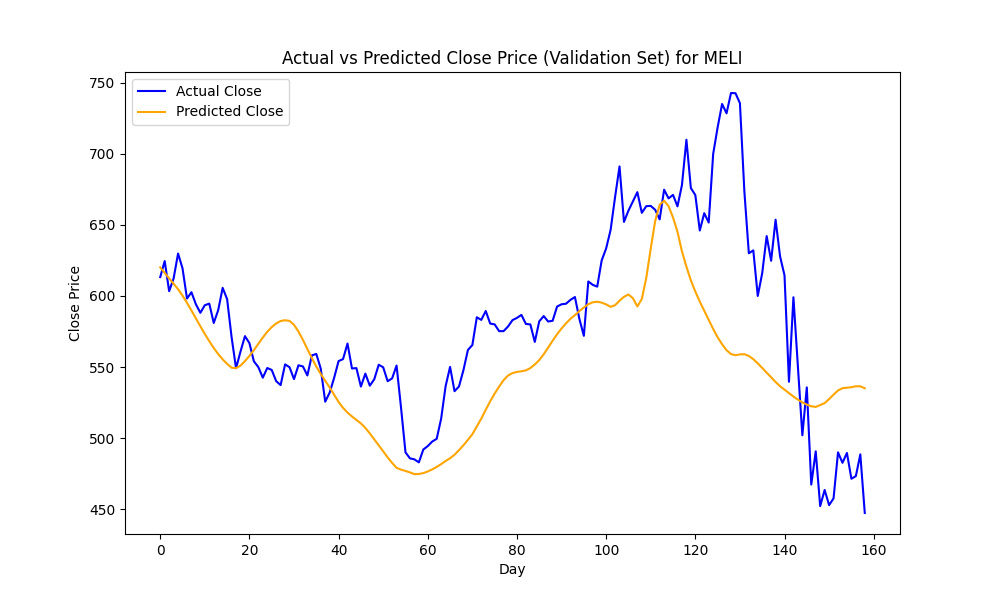 Actual vs Predicted Close Price (Validation Set) for MELI
Actual Close
Predicted Close
Close Price
750
700
650
600
550
500
450
0 20 40 60 80 100 120 140 160
Day